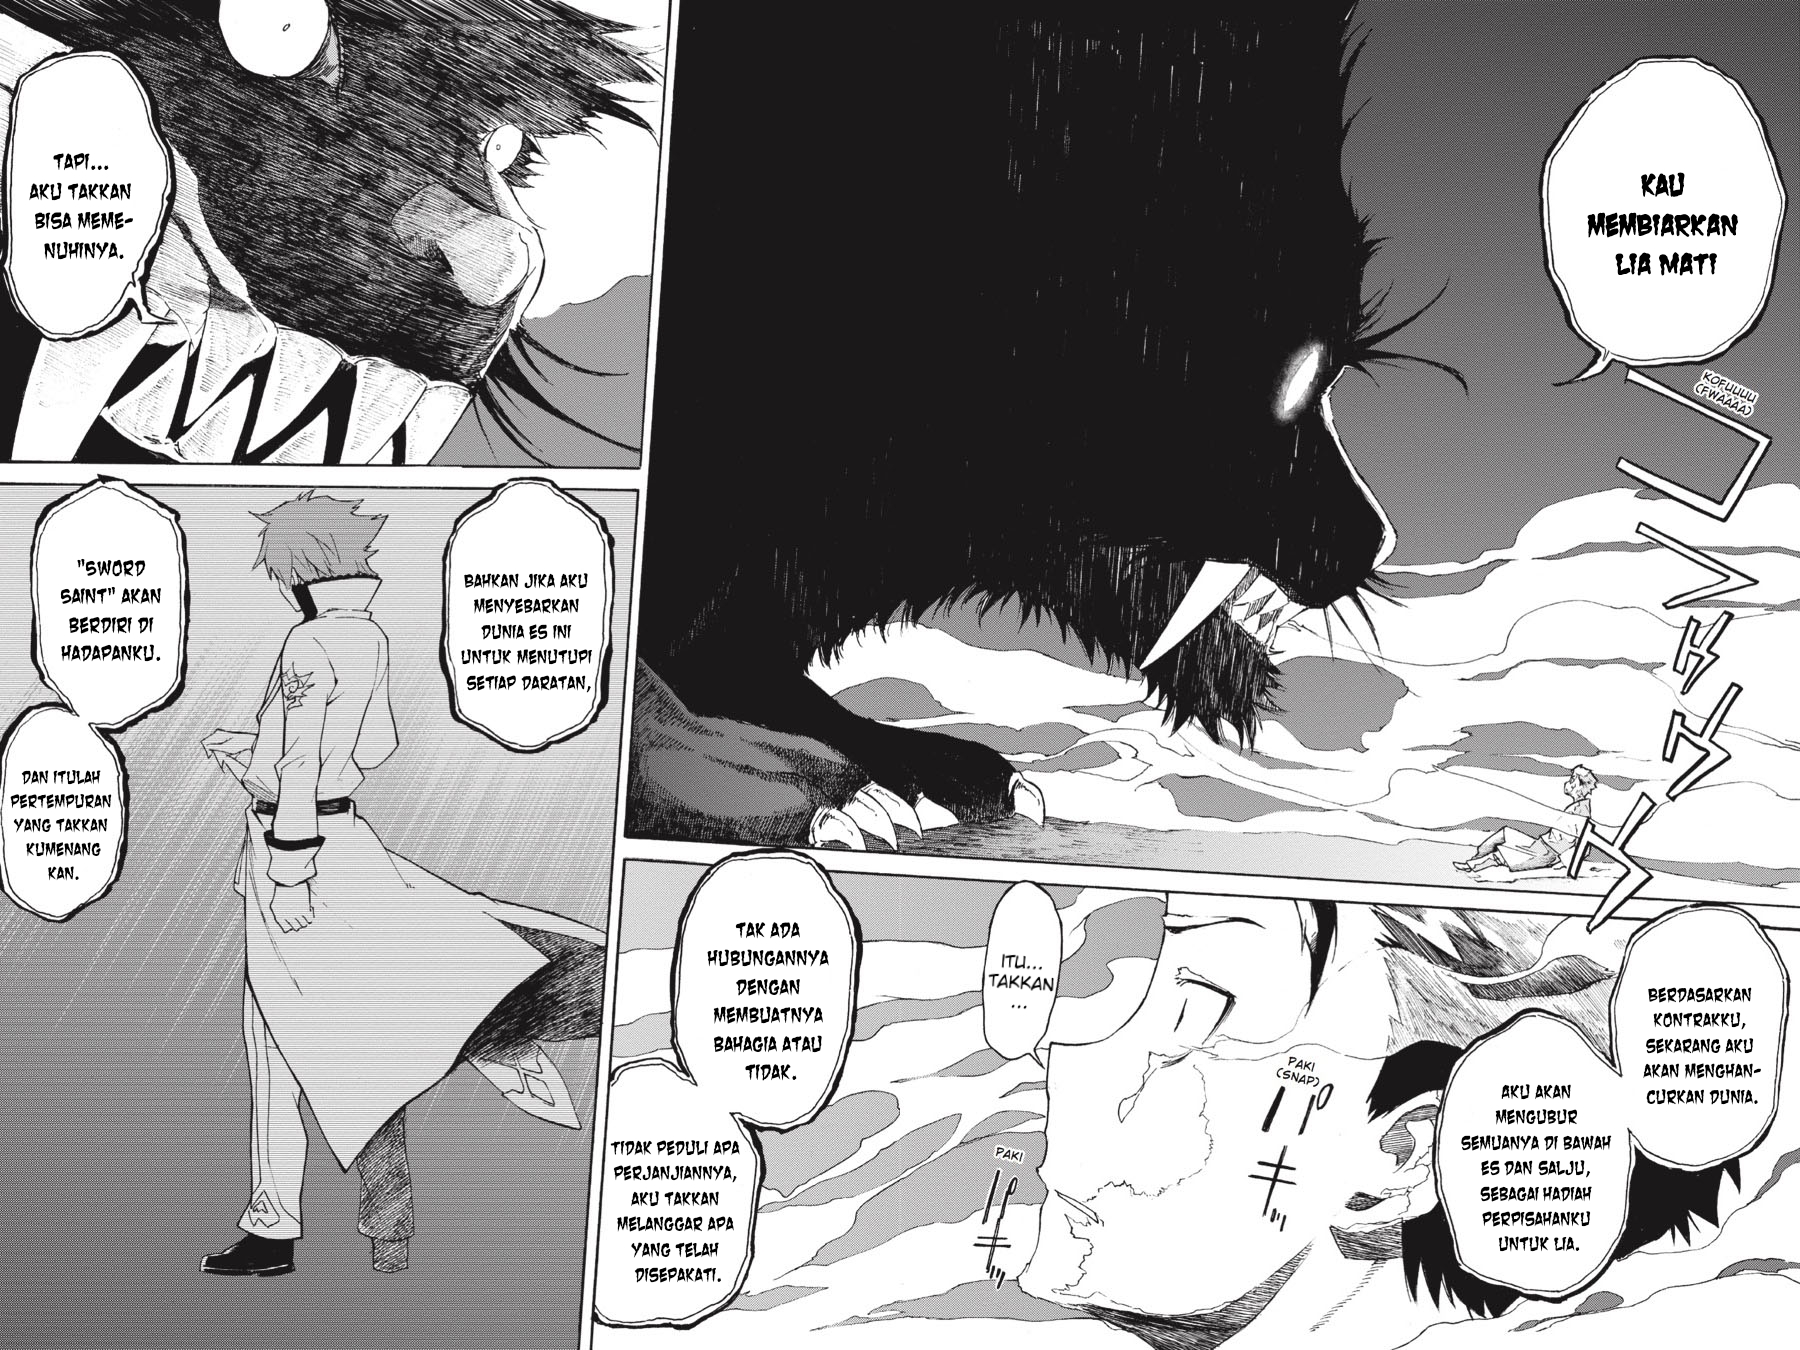 KAU
MEMBIARKAN
LIA MATI
KOFUUUU
(FWAAAA)
BERDASARKAN
KONTRAKKU,
SEKARANG AKU
AKAN MENGHAN-
CURKAN DUNIA.
AKU AKAN
MENGUBUR
SEMUANYA DI BAWAH
ES DAN SALJU,
SEBAGAI HADIAH
PERPISAHANKU
UNTUK LIA.
PAKI
(SNAP)
ITU...
TAKKAN
...
PAKI
TAK ADA
HUBUNGANNYA
DENGAN
MEMBUATNYA
BAHAGIA ATAU
TIDAK.
TIDAK PEDULI APA
PERJANJIANNYA,
AKU TAKKAN
MELANGGAR APA
YANG TELAH
DISEPAKATI.
TAPI...
AKU TAKKAN
BISA MEME-
NUHINYA.
BAHKAN JIKA AKU
MENYEBARKAN
DUNIA ES INI
UNTUK MENUTUPI
SETIAP DARATAN,
"SWORD
SAINT" AKAN
BERDIRI DI
HADAPANKU.
DAN ITULAH
PERTEMPURAN
YANG TAKKAN
KUMENANG
KAN.